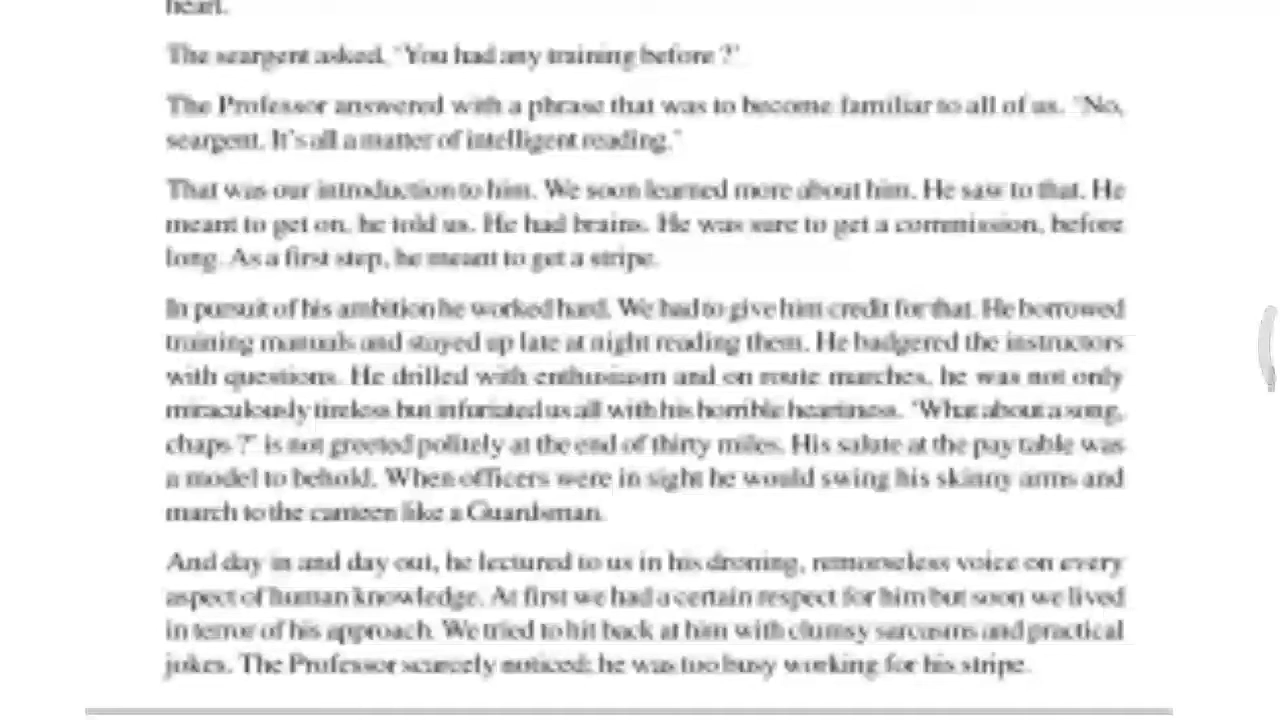 heart.
The seargent asked, 'You had any training before ?'
The Professor answered with a phrase that was to become familiar to all of us. 'No,
seargent. It's all a matter of intelligent reading.'
That was our introduction to him. We soon learned more about him. He saw to that. He
meant to get on, he told us. He had brains. He was sure to get a commission, before
long. As a first step, he meant to get a stripe.
In pursuit of his ambition he worked hard. We had to give him credit for that. He borrowed
training manuals and stayed up late at night reading them. He badgered the instructors
with questions. He drilled with enthusiasm and on route marches, he was not only
miraculously tireless but infuriated us all with his horrible heartiness. 'What about a song,
chaps ?' is not greeted politely at the end of thirty miles. His salute at the pay table was
a model to behold. When officers were in sight he would swing his skinny arms and
march to the canteen like a Guardsman.
And day in and day out, he lectured to us in his droning, remorseless voice on every
aspect of human knowledge. At first we had a certain respect for him but soon we lived
in terror of his approach. We tried to hit back at him with clumsy sarcasms and practical
jokes. The Professor scarcely noticed; he was too busy working for his stripe.